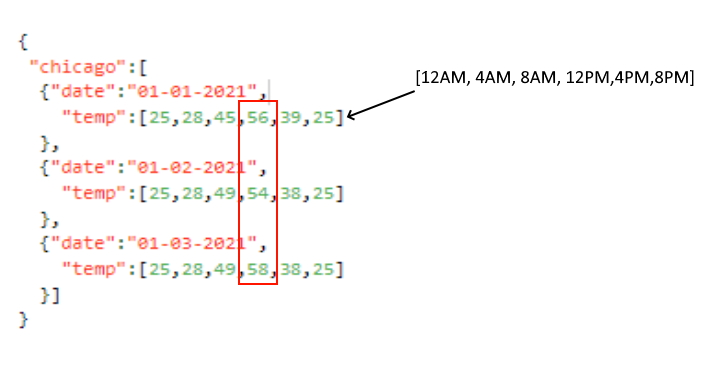 {
"chicago":[
[12AM, 4AM, 8AM, 12PM,4PM,8PM]
{"date":"01-01-2021",
"temp":[25,28,45,56,39,25]
},
{"date":"01-02-2021",
"temp":[25,28,49,54,38,25]
},
{"date":"01-03-2021",
"temp":[25,28,49,58,38,25]
}]
}